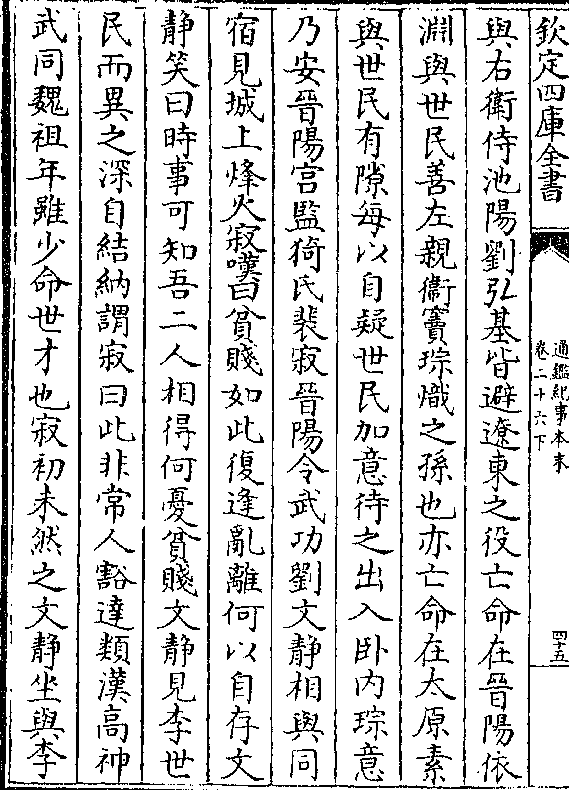 欽定四庫全書
通鑑紀事本末
卷二十六下
四十五
與右衛侍池陽劉弘基皆避遼東之役亡命在晉陽依
淵與世民善左親衛竇琮熾之孫也亦亡命在太原素
與世民有隙每以自疑世民加意待之出入卧内琮意
乃安晉陽宮監猗氏裴寂晉陽令武功劉文靜相與同
宿見城上烽火寂嘆曰貧賤如此復逢亂離何以自存文
靜笑曰時事可知吾二人相得何憂貧賤文靜見李世
民而異之深自結納謂寂曰此非常人豁達類漢高神
武同魏祖年雖少命世才也寂初未然之文靜坐與李